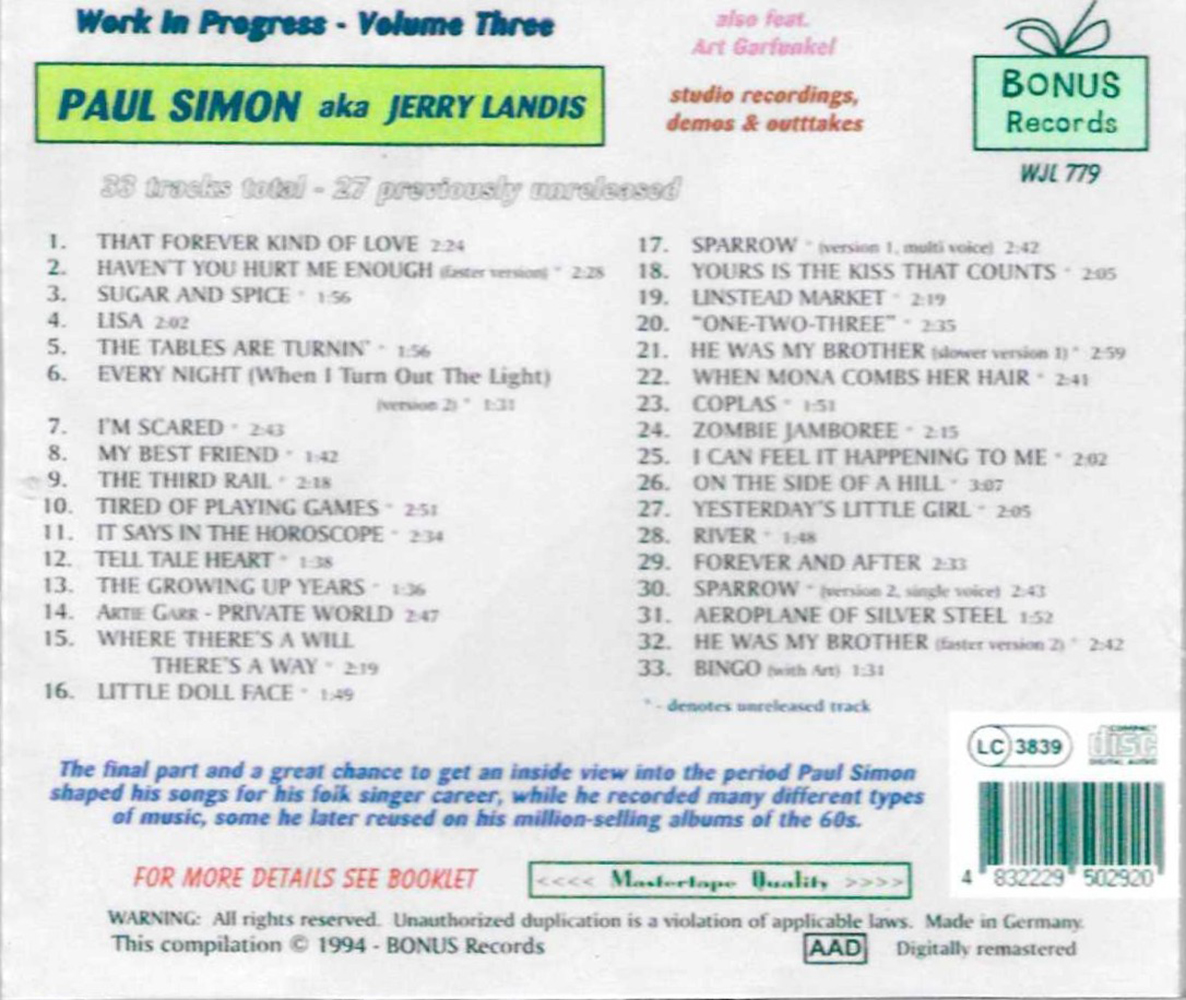 Work In Progress - Volume Three
also feat.
Art Garfunkel
PAUL SIMON aka JERRY LANDIS
studio recordings,
demos & outttakes
BONUS
Records
WJL 779
33 tracks total - 27 previously unreleased
1. THAT FOREVER KIND OF LOVE 2:24
2. HAVEN'T YOU HURT ME ENOUGH (faster version) * 2:28
3. SUGAR AND SPICE * 1:56
4. LISA 2:02
5. THE TABLES ARE TURNIN' * 1:56
6. EVERY NIGHT (When I Turn Out The Light)
(version 2) * 1:31
7. I'M SCARED * 2:43
8. MY BEST FRIEND * 1:42
9. THE THIRD RAIL * 2:18
10. TIRED OF PLAYING GAMES * 2:51
11. IT SAYS IN THE HOROSCOPE * 2:34
12. TELL TALE HEART * 1:38
13. THE GROWING UP YEARS * 1:36
14. ARTIE GARR - PRIVATE WORLD 2:47
15. WHERE THERE'S A WILL
THERE'S A WAY * 2:19
16. LITTLE DOLL FACE * 1:49
17. SPARROW * (version 1, multi voice) 2:42
18. YOURS IS THE KISS THAT COUNTS * 2:05
19. LINSTEAD MARKET * 2:19
20. "ONE-TWO-THREE" * 2:35
21. HE WAS MY BROTHER (slower version 1) * 2:59
22. WHEN MONA COMBS HER HAIR * 2:41
23. COPLAS * 1:51
24. ZOMBIE JAMBOREE * 2:15
25. I CAN FEEL IT HAPPENING TO ME * 2:02
26. ON THE SIDE OF A HILL * 3:07
27. YESTERDAY'S LITTLE GIRL * 2:05
28. RIVER * 1:48
29. FOREVER AND AFTER 2:33
30. SPARROW * (version 2, single voice) 2:43
31. AEROPLANE OF SILVER STEEL 1:52
32. HE WAS MY BROTHER (faster version 2) * 2:42
33. BINGO (with Art) 1:31
* - denotes unreleased track
LC 3839
COMPACT
disc
DIGITAL AUDIO
The final part and a great chance to get an inside view into the period Paul Simon
shaped his songs for his folk singer career, while he recorded many different types
of music, some he later reused on his million-selling albums of the 60s.
FOR MORE DETAILS SEE BOOKLET
<<<< Mastertape Quality >>>>
4 832229 502920
WARNING: All rights reserved. Unauthorized duplication is a violation of applicable laws. Made in Germany.
This compilation © 1994 - BONUS Records
AAD
Digitally remastered